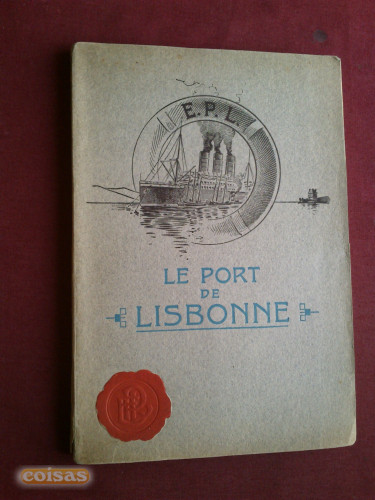 E.P.L.
LE PORT
DE
LISBONNE
coisas